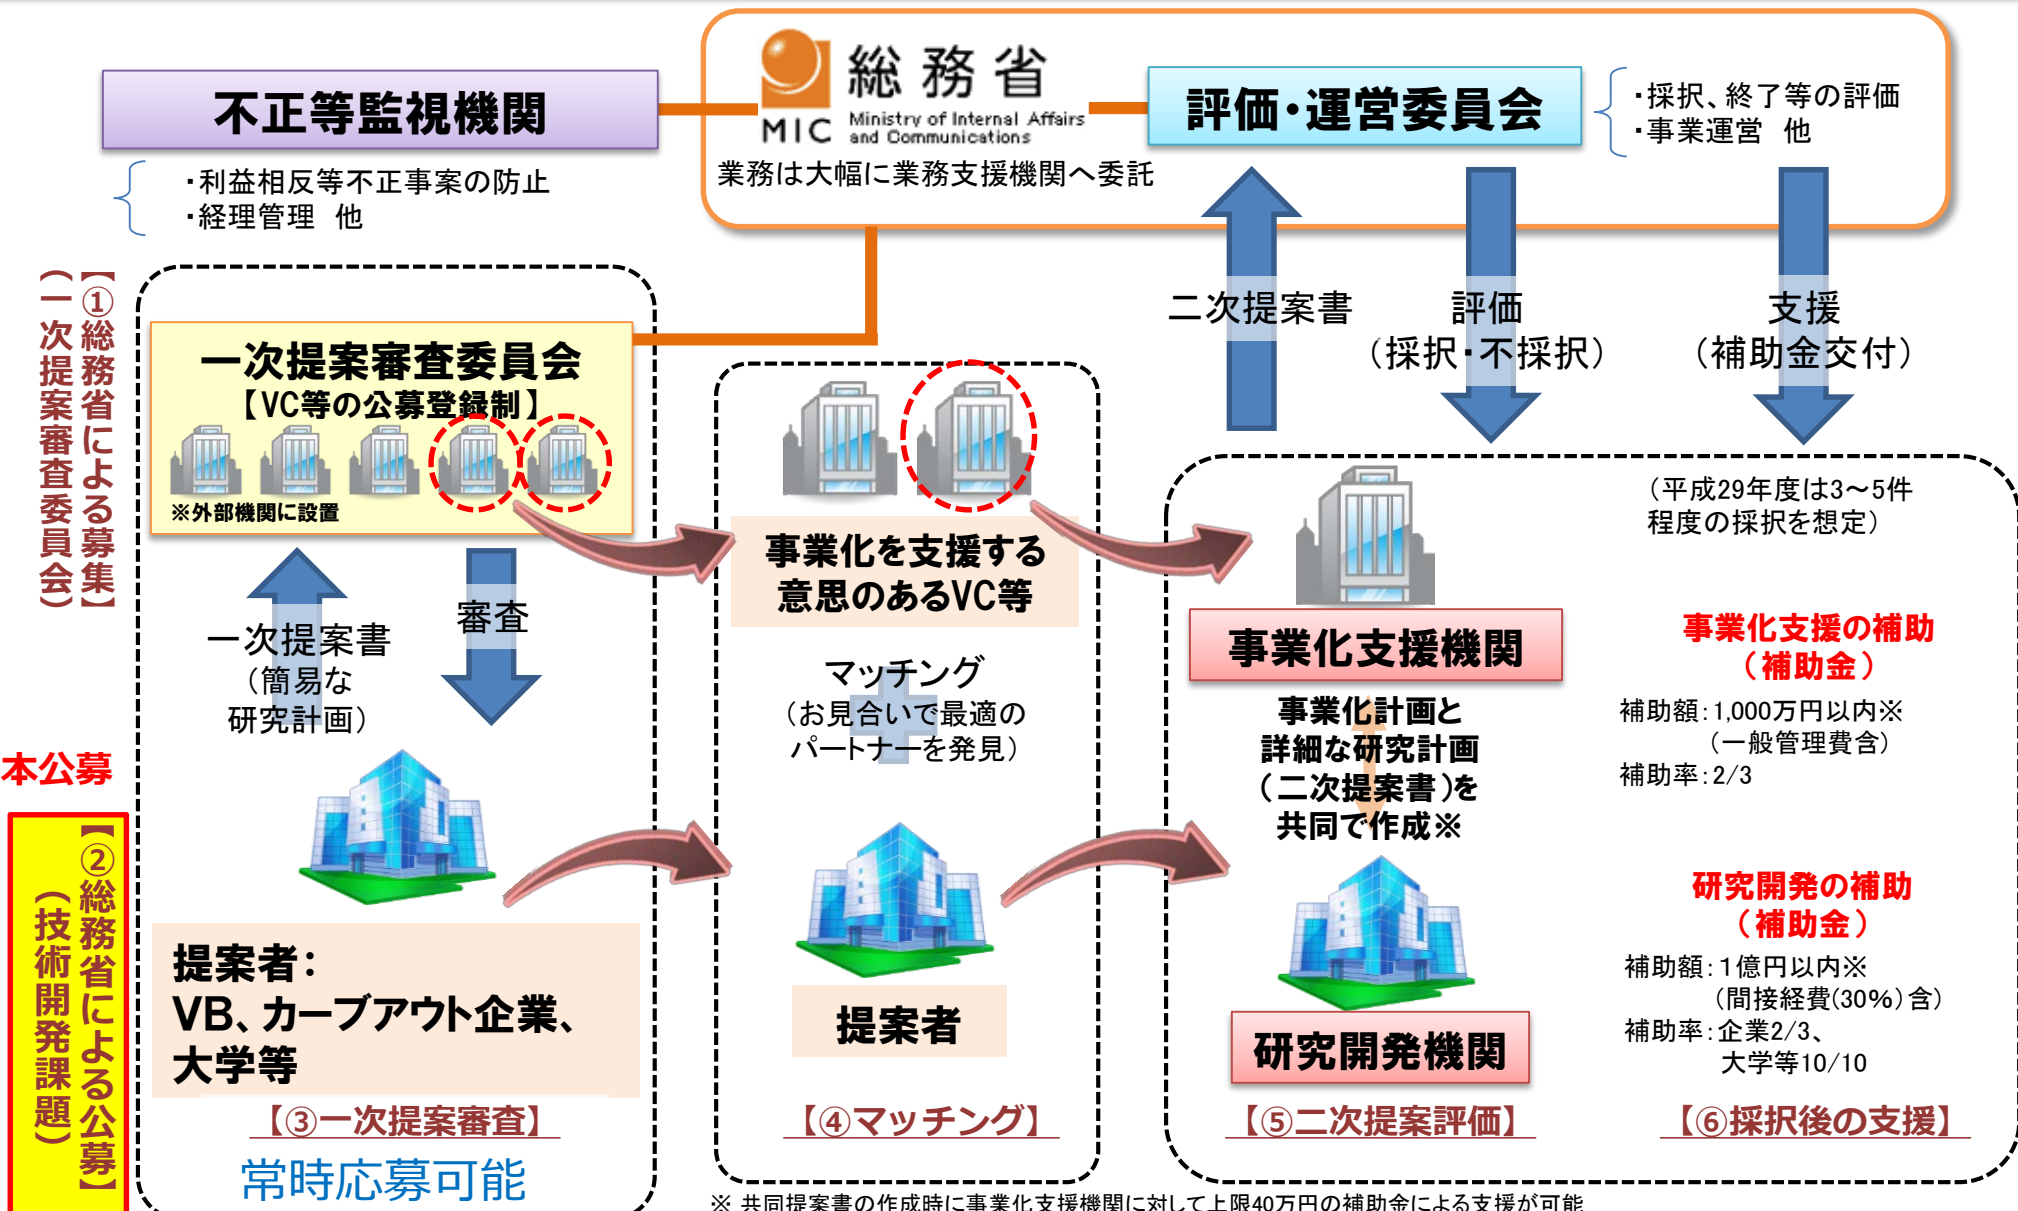 不正等監視機関
・利益相反等不正事案の防止
・経理管理　他
総務省
MIC
Ministry of Internal Affairs
and Communications
業務は大幅に業務支援機関へ委託
評価・運営委員会
・採択、終了等の評価
・事業運営　他
【①総務省による募集】
（一次提案審査委員会）
一次提案審査委員会
【VC等の公募登録制】
※外部機関に設置
一次提案書
（簡易な
研究計画）
審査
本公募
【②総務省による公募】
（技術開発課題）
提案者：
VB、カーブアウト企業、
大学等
【③一次提案審査】
常時応募可能
事業化を支援する
意思のあるVC等
マッチング
（お見合いで最適の
パートナーを発見）
提案者
【④マッチング】
二次提案書
評価
（採択・不採択）
支援
（補助金交付）
事業化支援機関
事業化計画と
詳細な研究計画
（二次提案書）を
共同で作成※
研究開発機関
【⑤二次提案評価】
（平成29年度は3～5件
程度の採択を想定）
事業化支援の補助
（補助金）
補助額：1,000万円以内※
（一般管理費含）
補助率：2/3
研究開発の補助
（補助金）
補助額：1億円以内※
（間接経費(30%)含）
補助率：企業2/3、
大学等10/10
【⑥採択後の支援】
※ 共同提案書の作成時に事業化支援機関に対して上限40万円の補助金による支援が可能